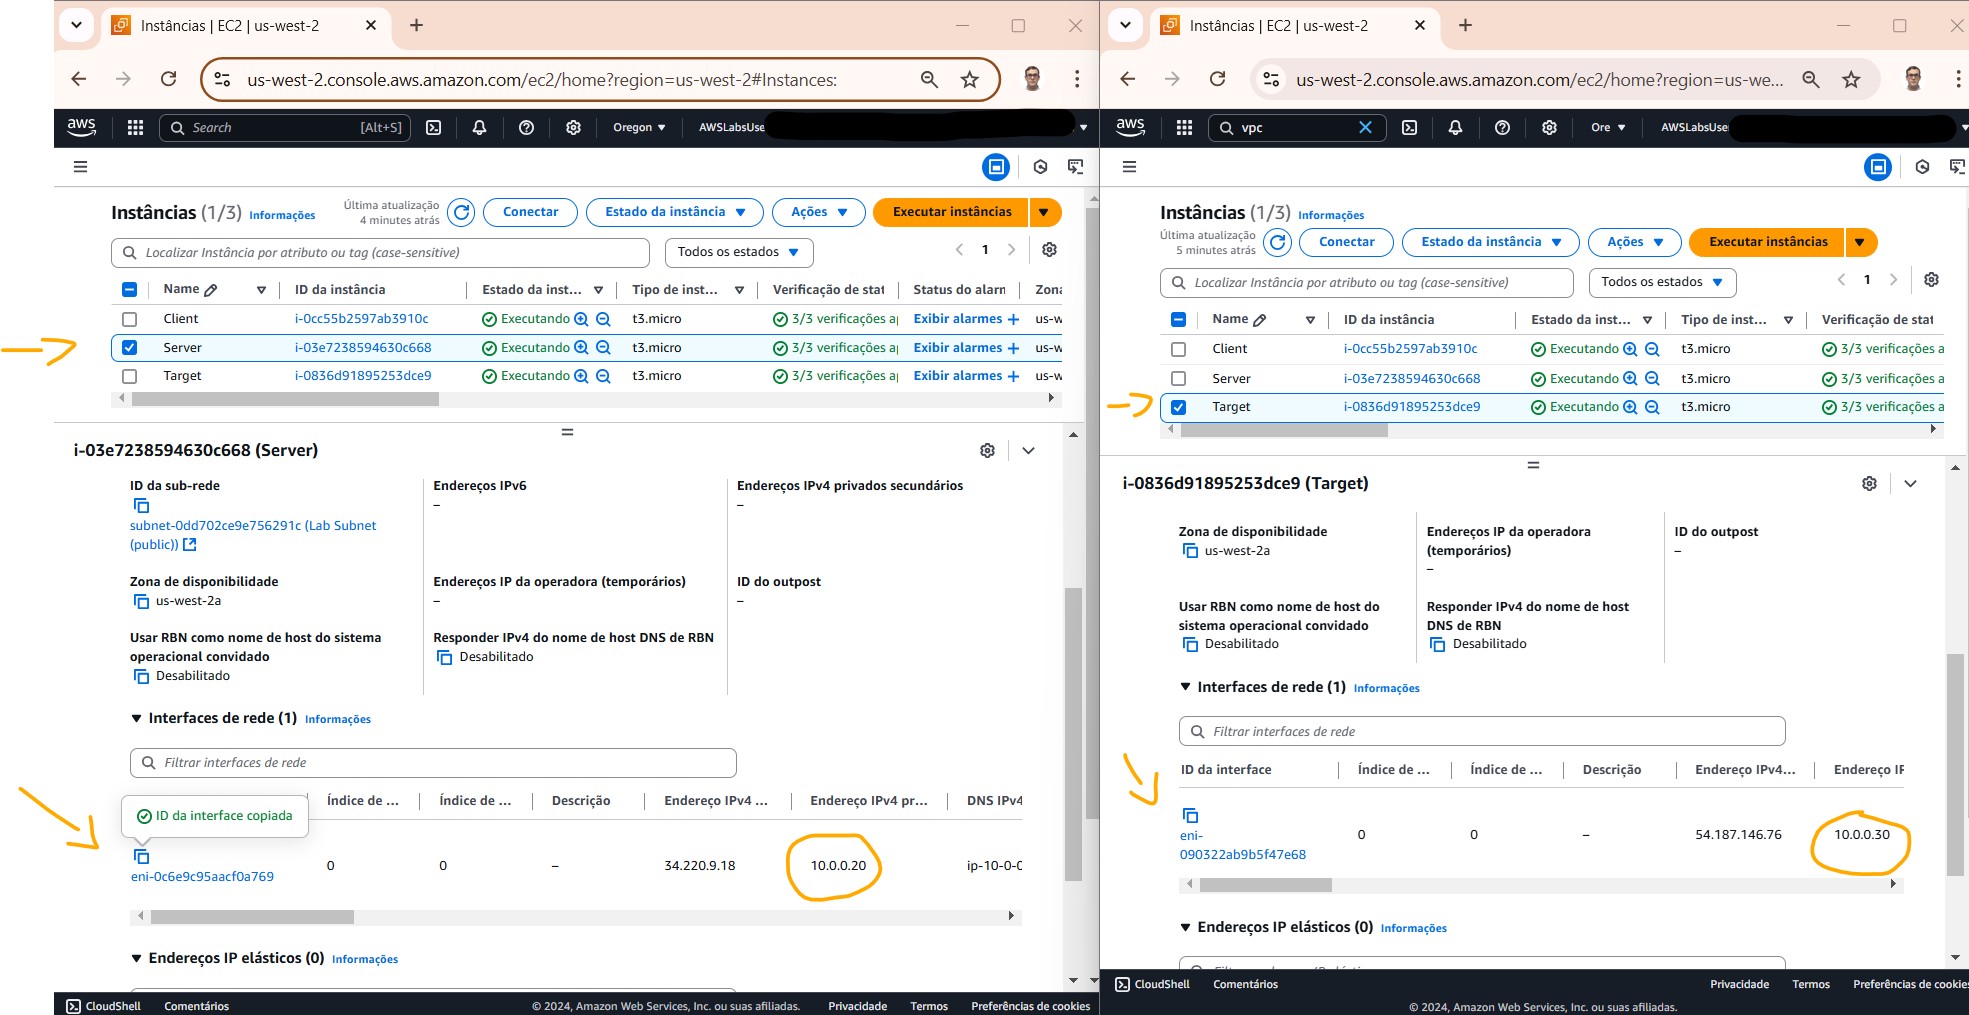 Instâncias | EC2 | us-west-2
us-west-2.console.aws.amazon.com/ec2/home?region=us-west-2#Instances:
aws
Search
[Alt+S]
Oregon
AWSLabsUse
Instâncias (1/3) Informações
Última atualização
4 minutes atrás
Conectar
Estado da instância
Ações
Executar instâncias
Localizar Instância por atributo ou tag (case-sensitive)
Todos os estados
1
Name ID da instância Estado da inst... Tipo de inst... Verificação de stat Status do alarn Zona
Client i-0cc55b2597ab3910c Executando t3.micro 3/3 verificações a Exibir alarmes + us-w
Server i-03e7238594630c668 Executando t3.micro 3/3 verificações a Exibir alarmes + us-w
Target i-0836d91895253dce9 Executando t3.micro 3/3 verificações a Exibir alarmes + us-w
i-03e7238594630c668 (Server)
ID da sub-rede
subnet-0dd702ce9e756291c (Lab Subnet
(public))
Endereços IPv6
–
Endereços IPv4 privados secundários
–
Zona de disponibilidade
us-west-2a
Endereços IP da operadora (temporários)
–
ID do outpost
–
Usar RBN como nome de host do sistema
operacional convidado
Desabilitado
Responder IPv4 do nome de host DNS de RBN
Desabilitado
Interfaces de rede (1) Informações
Filtrar interfaces de rede
ID da interface copiada
Índice de ... Índice de ... Descrição Endereço IPv4 ... Endereço IPv4 pr... DNS IPv4
eni-0c6e9c95aacf0a769 0 0 – 34.220.9.18 10.0.0.20 ip-10-0-0
Endereços IP elásticos (0) Informações
CloudShell Comentários © 2024, Amazon Web Services, Inc. ou suas afiliadas. Privacidade Termos Preferências de cookies
Instâncias | EC2 | us-west-2
us-west-2.console.aws.amazon.com/ec2/home?region=us-we...
aws
vpc
Ore
AWSLabsUse
Instâncias (1/3) Informações
Última atualização
5 minutes atrás
Conectar
Estado da instância
Ações
Executar instâncias
Localizar Instância por atributo ou tag (case-sensitive)
Todos os estados
1
Name ID da instância Estado da inst... Tipo de inst... Verificação de stat
Client i-0cc55b2597ab3910c Executando t3.micro 3/3 verificações a
Server i-03e7238594630c668 Executando t3.micro 3/3 verificações a
Target i-0836d91895253dce9 Executando t3.micro 3/3 verificações a
i-0836d91895253dce9 (Target)
Zona de disponibilidade
us-west-2a
Endereços IP da operadora
(temporários)
–
ID do outpost
–
Usar RBN como nome de host do
sistema operacional convidado
Desabilitado
Responder IPv4 do nome de host
DNS de RBN
Desabilitado
Interfaces de rede (1) Informações
Filtrar interfaces de rede
ID da interface Índice de ... Índice de ... Descrição Endereço IPv4... Endereço IP
eni-
090322ab9b5f47e68 0 0 – 54.187.146.76 10.0.0.30
Endereços IP elásticos (0) Informações
CloudShell Comentários Privacidade Termos Preferências de cookies
© 2024, Amazon Web Services, Inc. ou suas afiliadas.